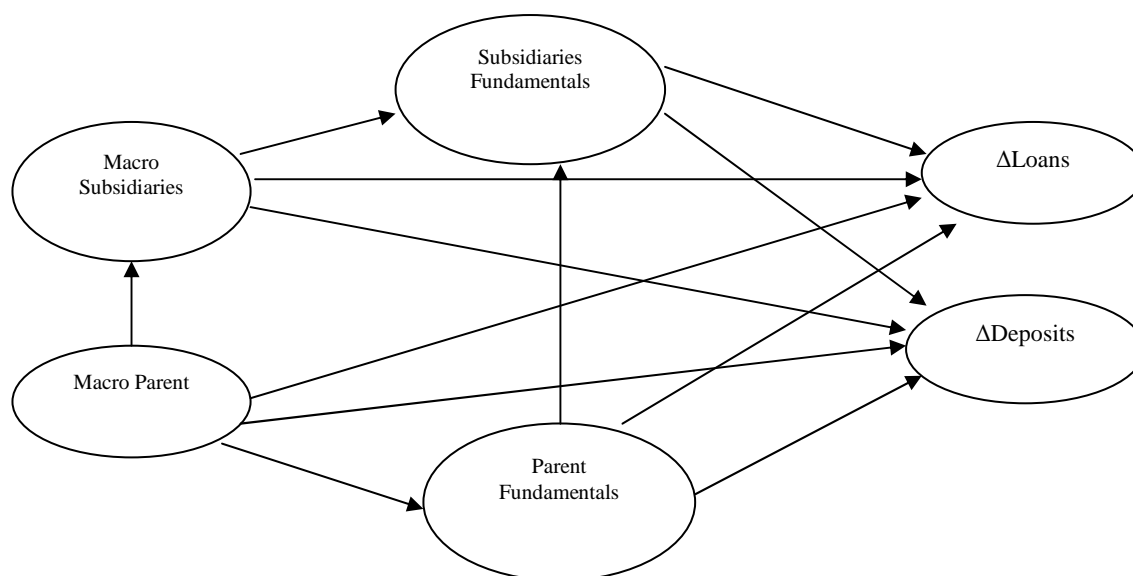 Subsidiaries
Fundamentals
Macro
Subsidiaries
ΔLoans
ΔDeposits
Macro Parent
Parent
Fundamentals